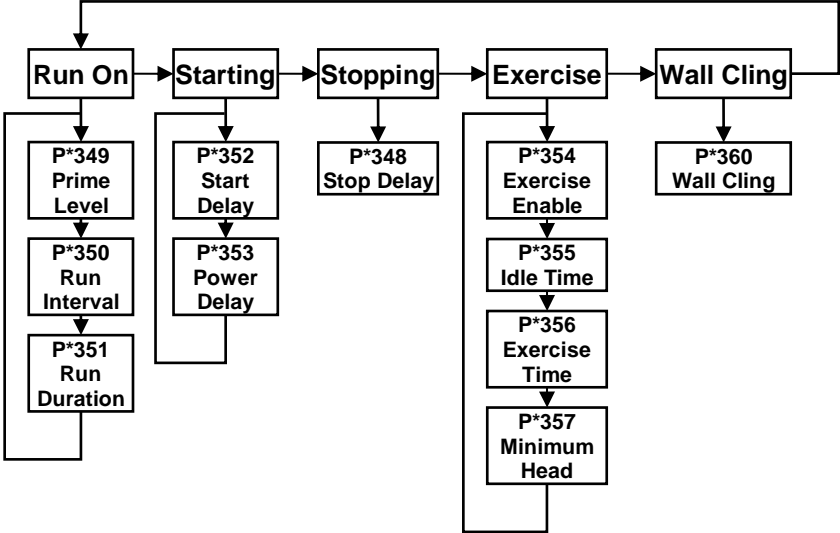 Run On
Starting
Stopping
Exercise
Wall Cling
P*349
Prime
Level
P*350
Run
Interval
P*351
Run
Duration
P*352
Start
Delay
P*353
Power
Delay
P*348
Stop Delay
P*354
Exercise
Enable
P*355
Idle Time
P*356
Exercise
Time
P*357
Minimum
Head
P*360
Wall Cling